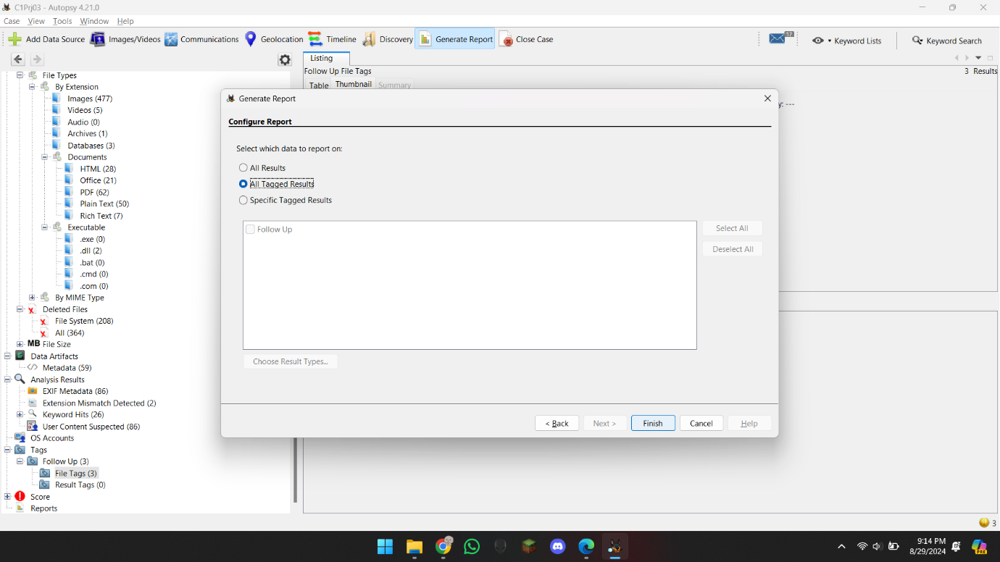 C1Prj03 - Autopsy 4.21.0
Case View Tools Window Help
Add Data Source Images/Videos Communications Geolocation Timeline Discovery Generate Report Close Case 17 Keyword Lists Keyword Search
Listing
Follow Up File Tags 3 Results
Table Thumbnail Summary
y: ---
File Types
By Extension
Images (477)
Videos (5)
Audio (0)
Archives (1)
Databases (3)
Documents
HTML (28)
Office (21)
PDF (62)
Plain Text (50)
Rich Text (7)
Executable
.exe (0)
.dll (2)
.bat (0)
.cmd (0)
.com (0)
By MIME Type
Deleted Files
File System (208)
All (364)
MB File Size
Data Artifacts
Metadata (59)
Analysis Results
EXIF Metadata (86)
Extension Mismatch Detected (2)
Keyword Hits (26)
User Content Suspected (86)
OS Accounts
Tags
Follow Up (3)
File Tags (3)
Result Tags (0)
Score
Reports
Generate Report
Configure Report
Select which data to report on:
All Results
All Tagged Results
Specific Tagged Results
Follow Up
Select All
Deselect All
Choose Result Types...
< Back Next > Finish Cancel Help
3
9:14 PM
8/29/2024
PRE